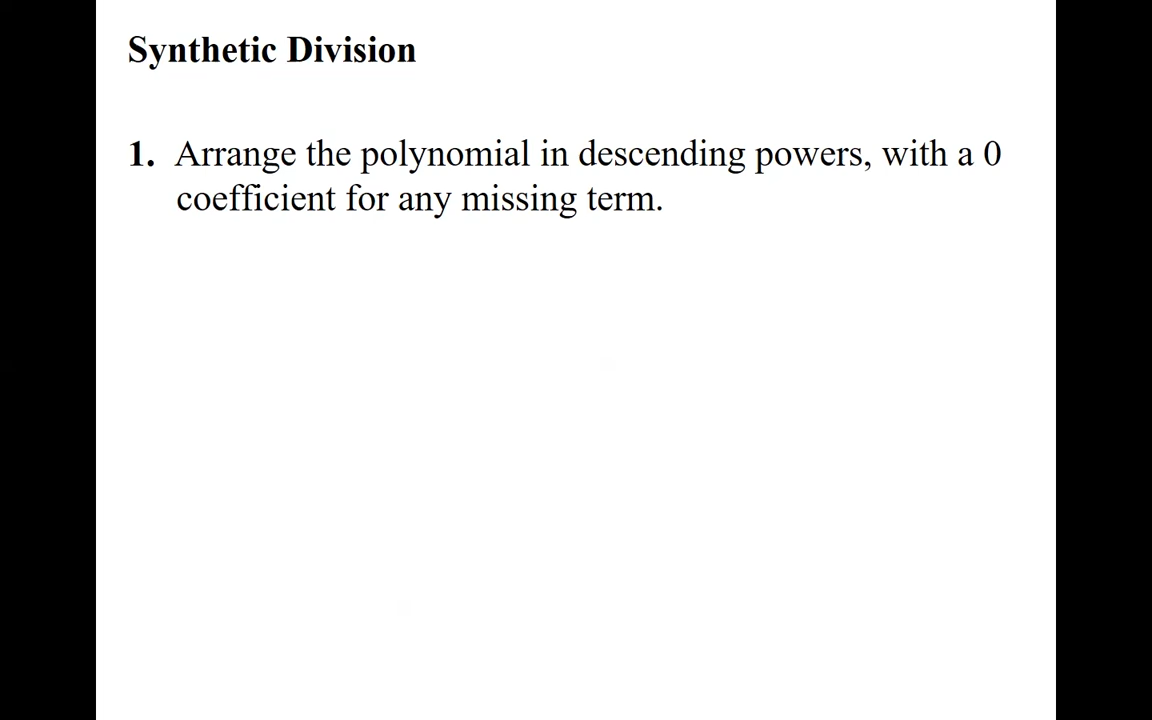 Synthetic Division
1. Arrange the polynomial in descending powers, with a 0
coefficient for any missing term.